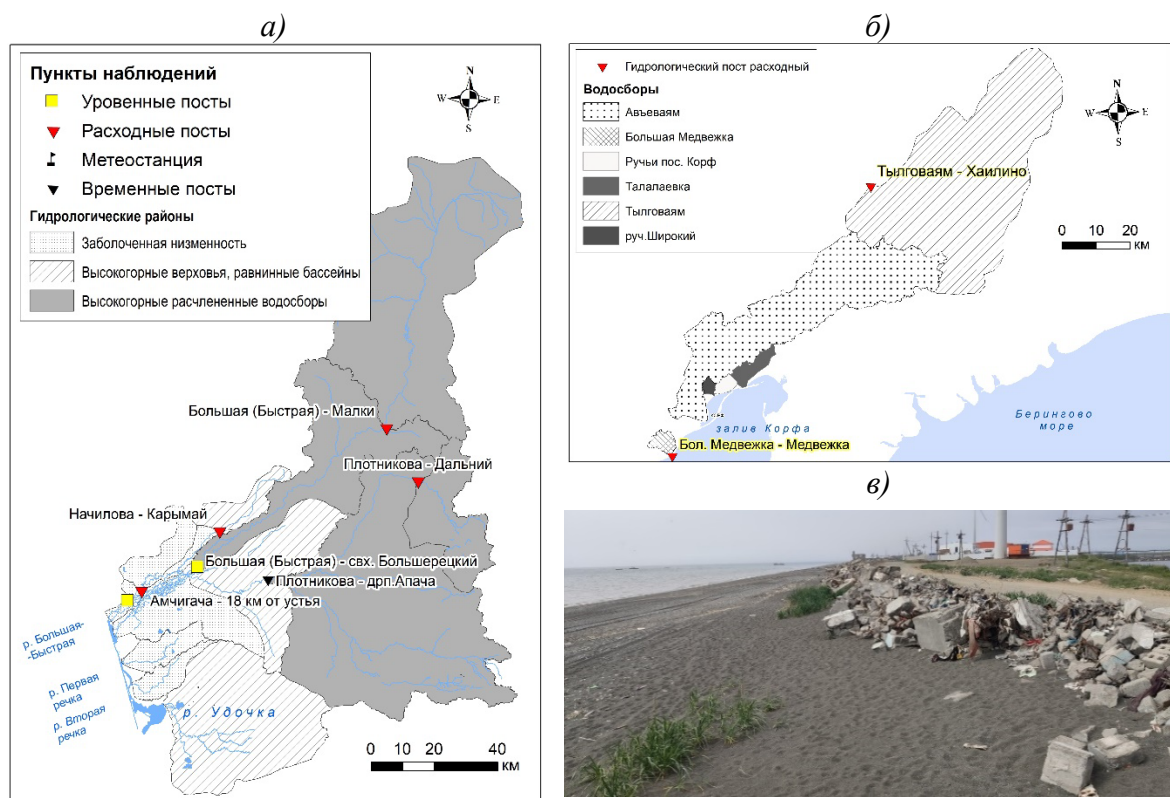 а)
Пункты наблюдений
Уровенные посты
Расходные посты
Метеостанция
Временные посты
Гидрологические районы
Заболоченная низменность
Высокогорные верховья, равнинные бассейны
Высокогорные расчлененные водосборы
N
W
E
S
Большая (Быстрая) - Малки
Плотникова - Дальний
Начилова - Карымай
Большая (Быстрая) - свх. Большерецкий
Плотникова - дрп.Апача
Амчигача - 18 км от устья
р. Большая-
-Быстрая
р. Первая
речка
р. Вторая
речка
р. Удочка
0 10 20 40
КМ
б)
Гидрологический пост расходный
Водосборы
Авъеваям
Большая Медвежка
Ручьи пос. Корф
Талалаевка
Тылговаям
руч.Широкий
N
W
E
S
Тылговаям - Хаилино
0 10 20
КМ
Берингово
море
залив Корфа
Бол. Медвежка - Медвежка
в)